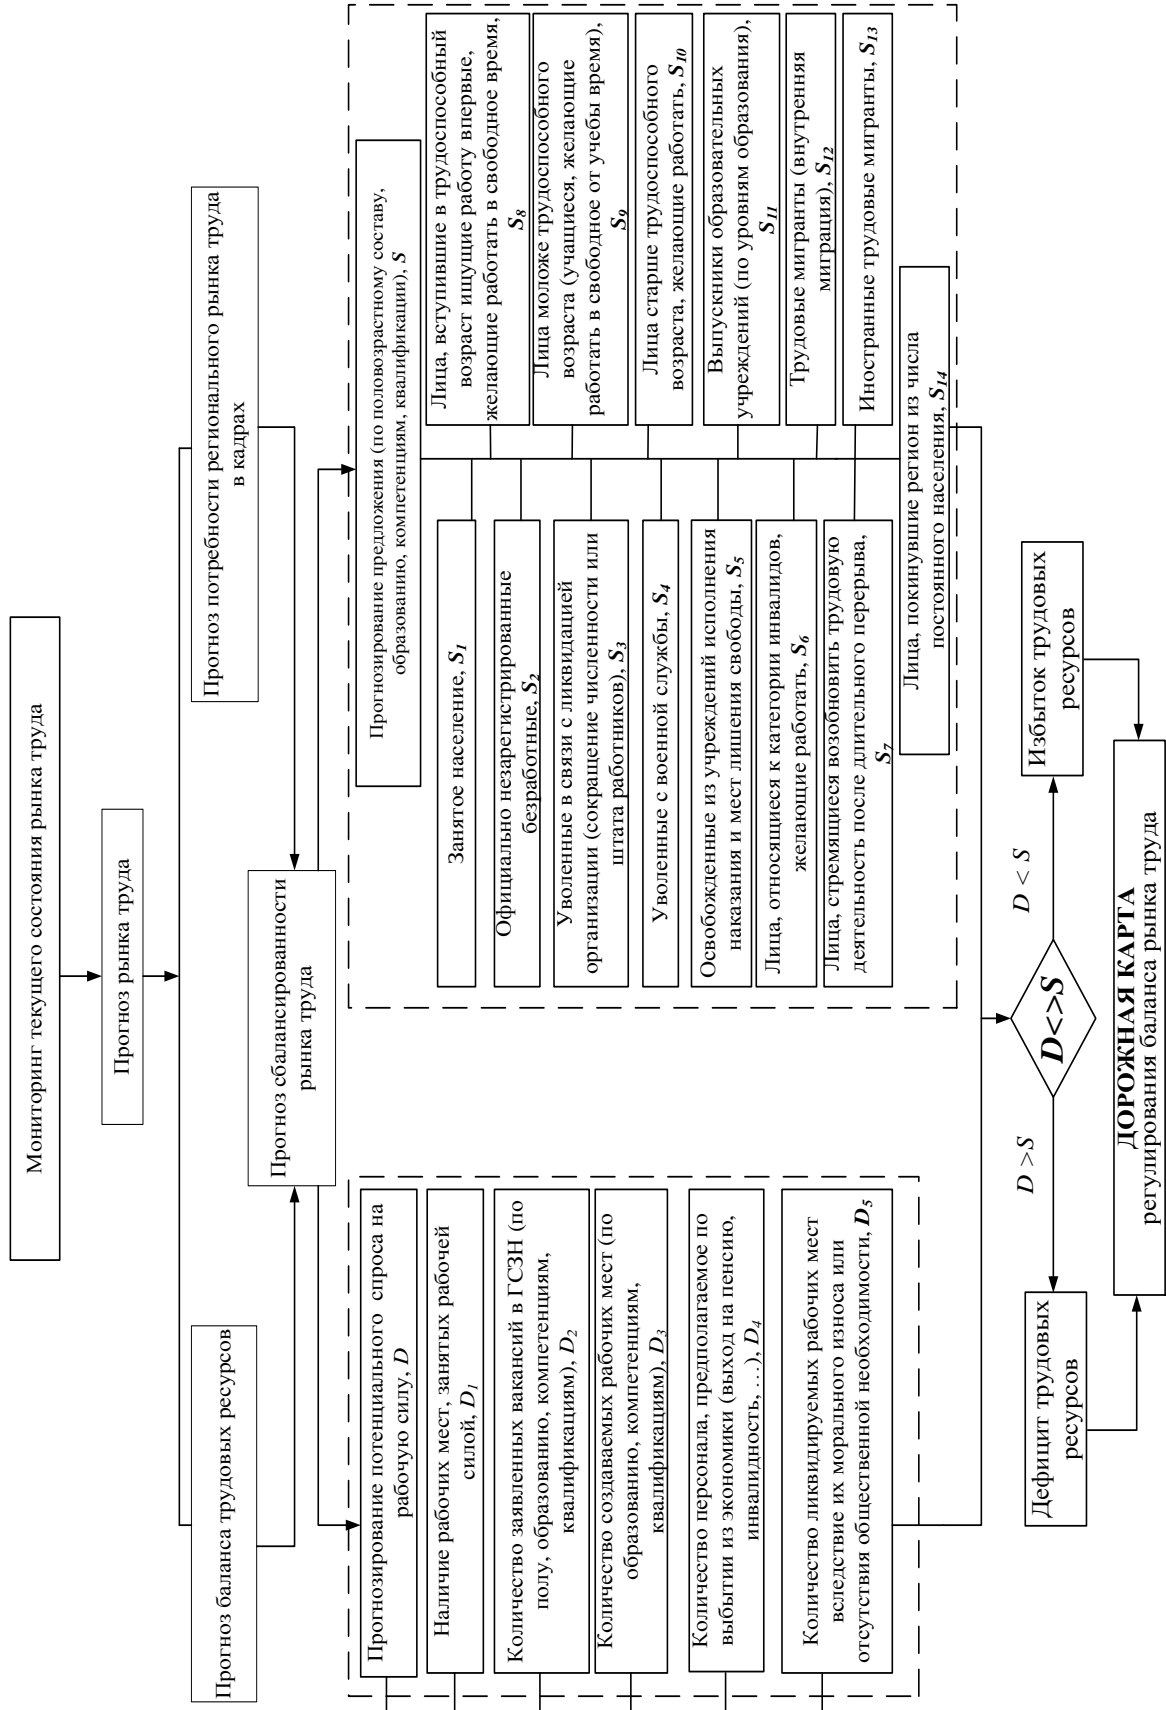 Мониторинг текущего состояния рынка труда
Прогноз рынка труда
Прогноз баланса трудовых ресурсов
Прогноз потребности регионального рынка труда
в кадрах
Прогноз сбалансированности
рынка труда
Прогнозирование потенциального спроса на
рабочую силу, D
Наличие рабочих мест, занятых рабочей
силой, D1
Количество заявленных вакансий в ГСЗН (по
полу, образованию, компетенциям,
квалификациям), D2
Количество создаваемых рабочих мест (по
образованию, компетенциям,
квалификациям), D3
Количество персонала, предполагаемое по
выбытии из экономики (выход на пенсию,
инвалидность, …), D4
Количество ликвидируемых рабочих мест
вследствие их морального износа или
отсутствия общественной необходимости, D5
Прогнозирование предложения (по половозрастному составу,
образованию, компетенциям, квалификации), S
Занятое население, S1
Официально незарегистрированные
безработные, S2
Уволенные в связи с ликвидацией
организации (сокращение численности или
штата работников), S3
Уволенные с военной службы, S4
Освобожденные из учреждений исполнения
наказания и мест лишения свободы, S5
Лица, относящиеся к категории инвалидов,
желающие работать, S6
Лица, стремящиеся возобновить трудовую
деятельность после длительного перерыва,
S7
Лица, вступившие в трудоспособный
возраст ищущие работу впервые,
желающие работать в свободное время,
S8
Лица моложе трудоспособного
возраста (учащиеся, желающие
работать в свободное от учебы время),
S9
Лица старше трудоспособного
возраста, желающие работать, S10
Выпускники образовательных
учреждений (по уровням образования),
S11
Трудовые мигранты (внутренняя
миграция), S12
Иностранные трудовые мигранты, S13
Лица, покинувшие регион из числа
постоянного населения, S14
D<>S
D >S
D < S
Дефицит трудовых
ресурсов
Избыток трудовых
ресурсов
ДОРОЖНАЯ КАРТА
регулирования баланса рынка труда